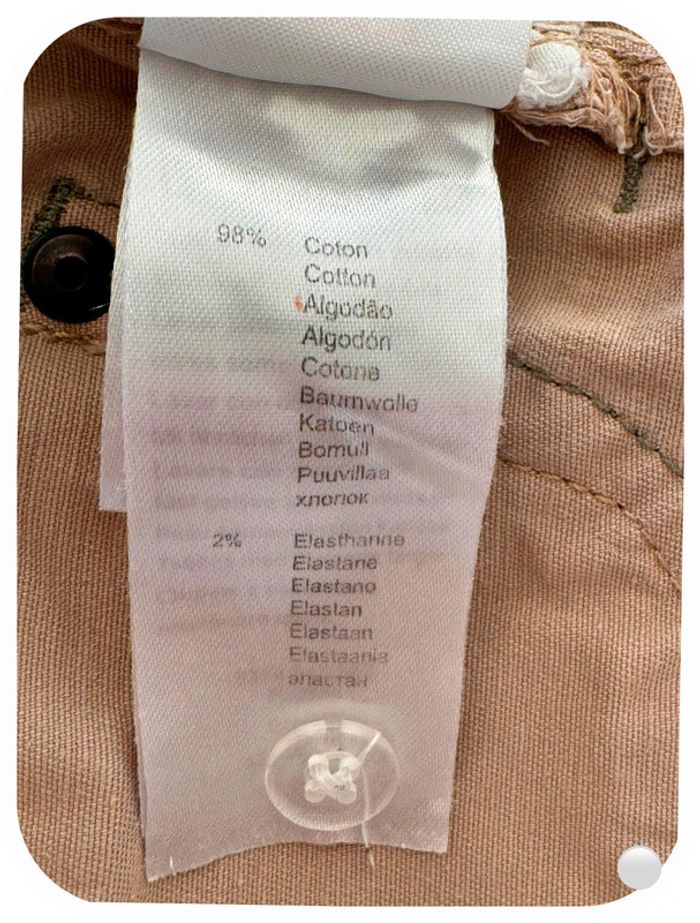 98% Coton
Cotton
Algodão
Algodón
Cotone
Baumwolle
Katoen
Bomull
Puuvillaa
хлопок
2% Elasthanne
Elastane
Elastano
Elastan
Elastaan
Elastaania
эластан